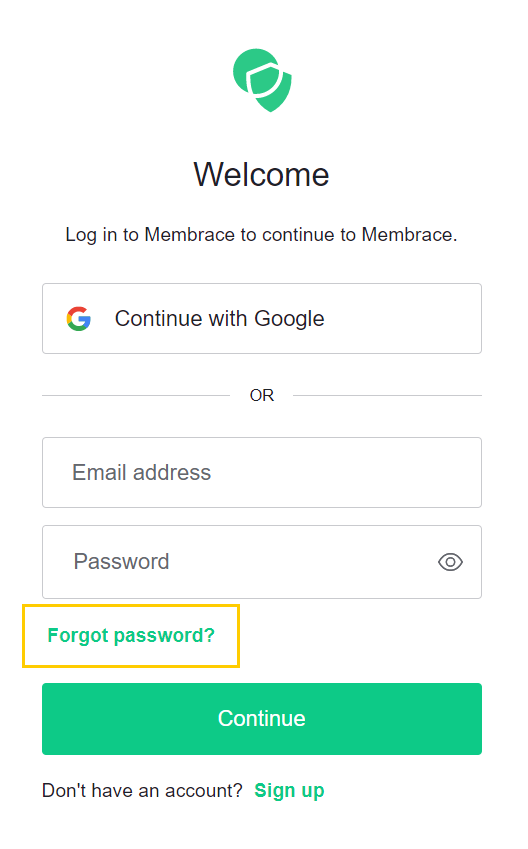 Welcome
Log in to Membrace to continue to Membrace.
Continue with Google
OR
Email address
Password
Forgot password?
Continue
Don't have an account? Sign up